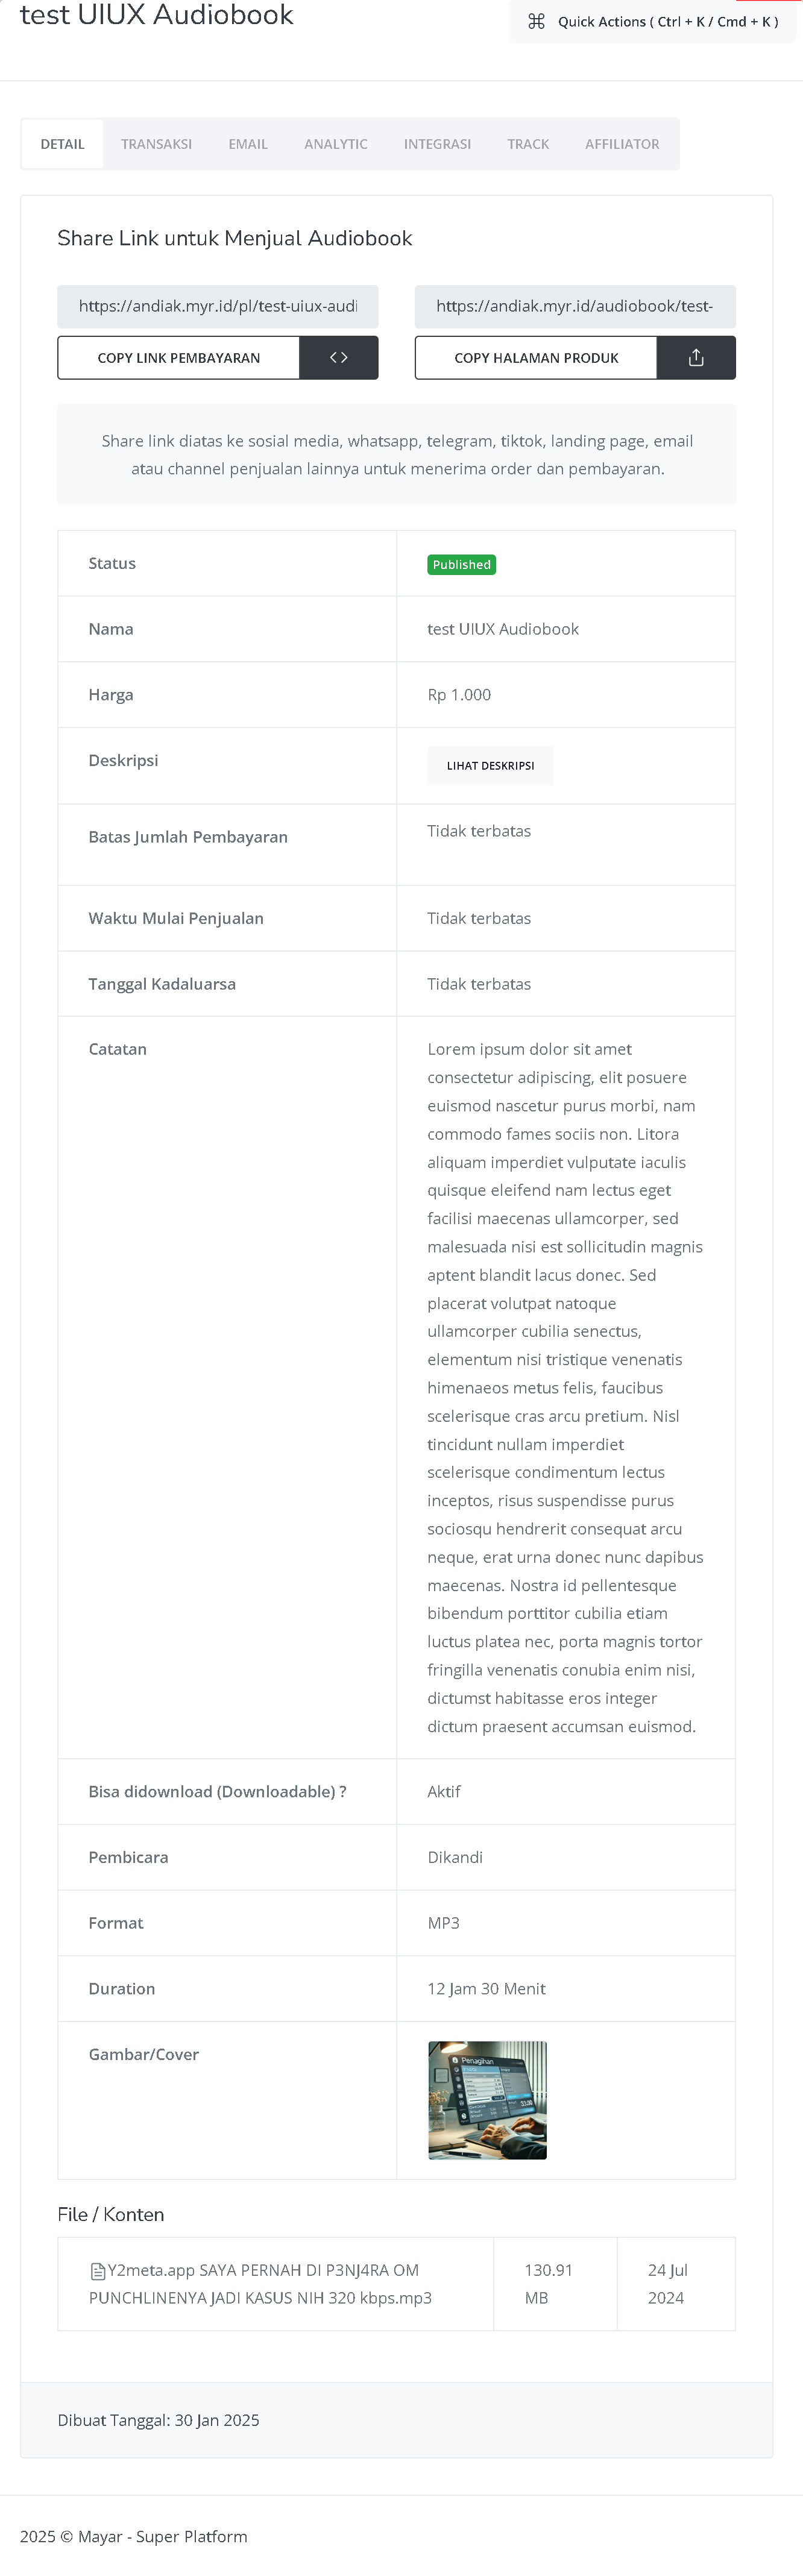 test UIUX Audiobook
Quick Actions ( Ctrl + K / Cmd + K )
DETAIL
TRANSAKSI
EMAIL
ANALYTIC
INTEGRASI
TRACK
AFFILIATOR
Share Link untuk Menjual Audiobook
https://andiak.myr.id/pl/test-uiux-audi
COPY LINK PEMBAYARAN
https://andiak.myr.id/audiobook/test-
COPY HALAMAN PRODUK
Share link diatas ke sosial media, whatsapp, telegram, tiktok, landing page, email
atau channel penjualan lainnya untuk menerima order dan pembayaran.
Status
Published
Nama
test UIUX Audiobook
Harga
Rp 1.000
Deskripsi
LIHAT DESKRIPSI
Batas Jumlah Pembayaran
Tidak terbatas
Waktu Mulai Penjualan
Tidak terbatas
Tanggal Kadaluarsa
Tidak terbatas
Catatan
Lorem ipsum dolor sit amet
consectetur adipiscing, elit posuere
euismod nascetur purus morbi, nam
commodo fames sociis non. Litora
aliquam imperdiet vulputate iaculis
quisque eleifend nam lectus eget
facilisi maecenas ullamcorper, sed
malesuada nisi est sollicitudin magnis
aptent blandit lacus donec. Sed
placerat volutpat natoque
ullamcorper cubilia senectus,
elementum nisi tristique venenatis
himenaeos metus felis, faucibus
scelerisque cras arcu pretium. Nisl
tincidunt nullam imperdiet
scelerisque condimentum lectus
inceptos, risus suspendisse purus
sociosqu hendrerit consequat arcu
neque, erat urna donec nunc dapibus
maecenas. Nostra id pellentesque
bibendum porttitor cubilia etiam
luctus platea nec, porta magnis tortor
fringilla venenatis conubia enim nisi,
dictumst habitasse eros integer
dictum praesent accumsan euismod.
Bisa didownload (Downloadable) ?
Aktif
Pembicara
Dikandi
Format
MP3
Duration
12 Jam 30 Menit
Gambar/Cover
Penagihan
File / Konten
Y2meta.app SAYA PERNAH DI P3NJ4RA OM
PUNCHLINENYA JADI KASUS NIH 320 kbps.mp3
130.91
MB
24 Jul
2024
Dibuat Tanggal: 30 Jan 2025
2025 © Mayar - Super Platform